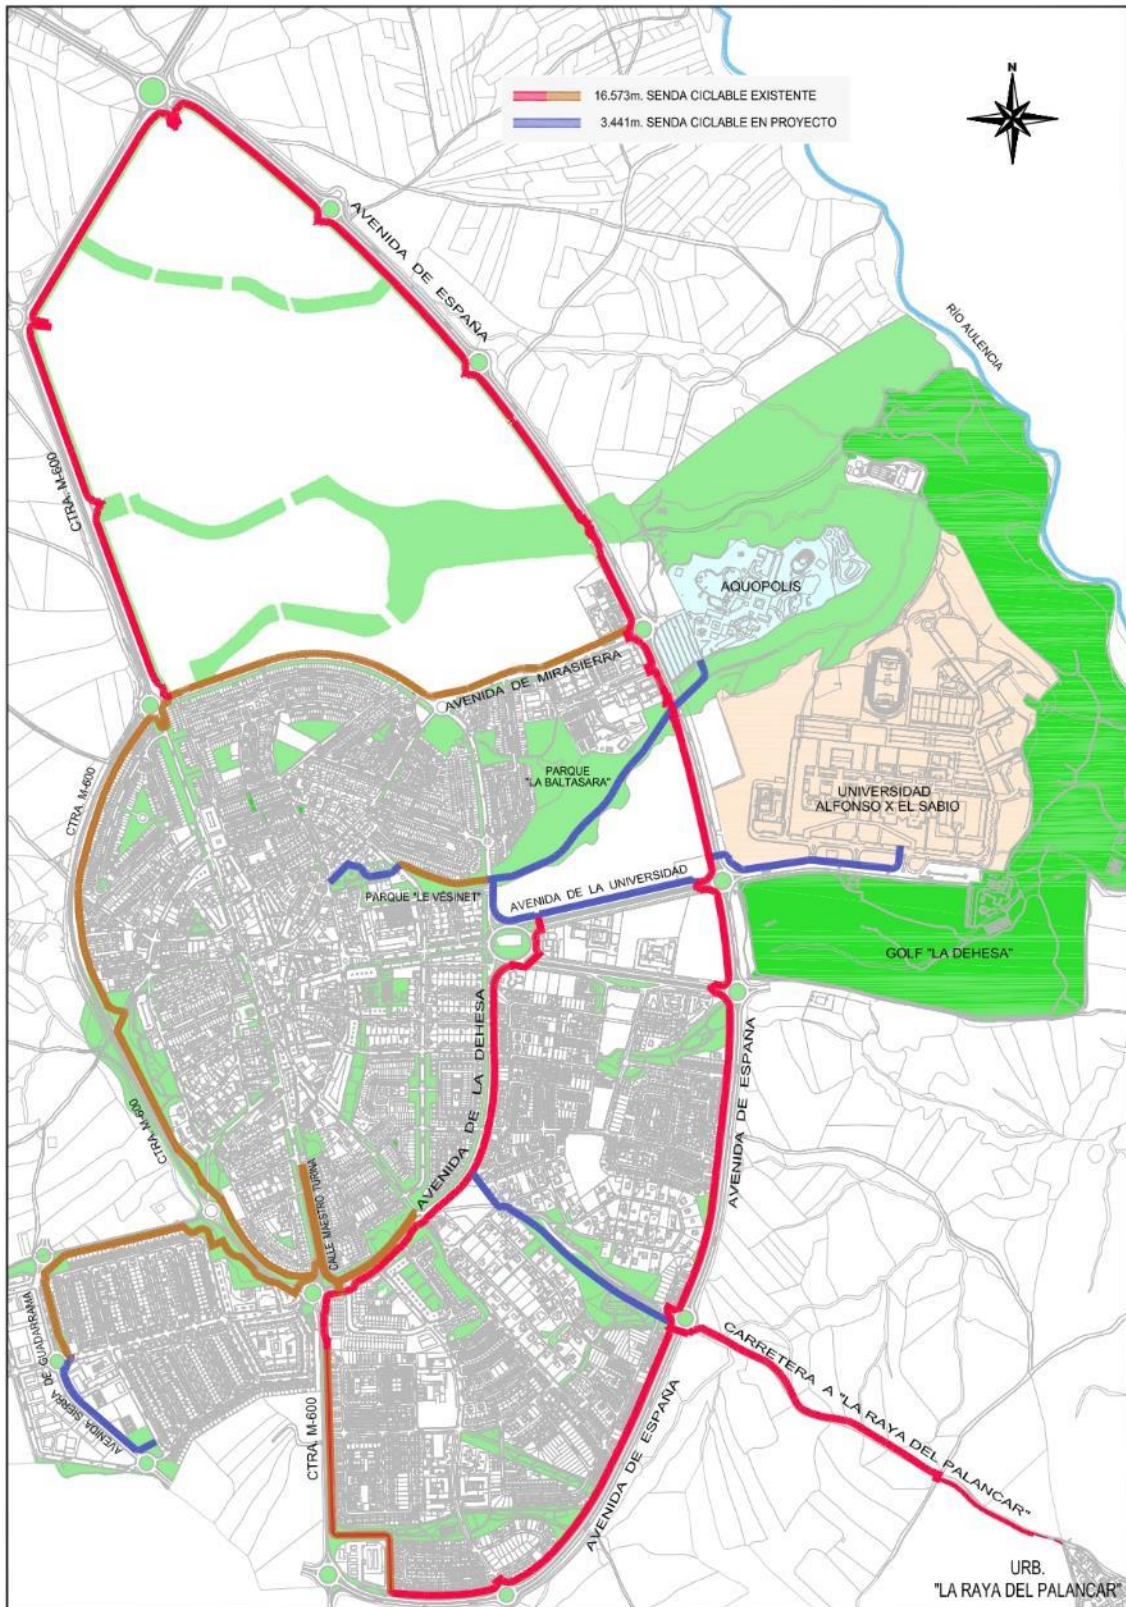 N
16.573m. SENDA CICLABLE EXISTENTE
3.441m. SENDA CICLABLE EN PROYECTO
AVENIDA DE ESPAÑA
RÍO AULENCIA
CTRA. M-600
AQUOPOLIS
AVENIDA DE MIRASIERRA
CTRA. M-600
PARQUE
"LA BALTASARA"
UNIVERSIDAD
ALFONSO X EL SABIO
PARQUE "LE VÉSINET"
AVENIDA DE LA UNIVERSIDAD
GOLF "LA DEHESA"
AVENIDA DE LA DEHESA
AVENIDA DE ESPAÑA
CTRA. M-600
CALLE MAESTRO TURINA
AVENIDA SIERRA DE GUADARRAMA
CARRETERA A "LA RAYA DEL PALANCAR"
CTRA. M-600
AVENIDA DE ESPAÑA
URB.
"LA RAYA DEL PALANCAR"